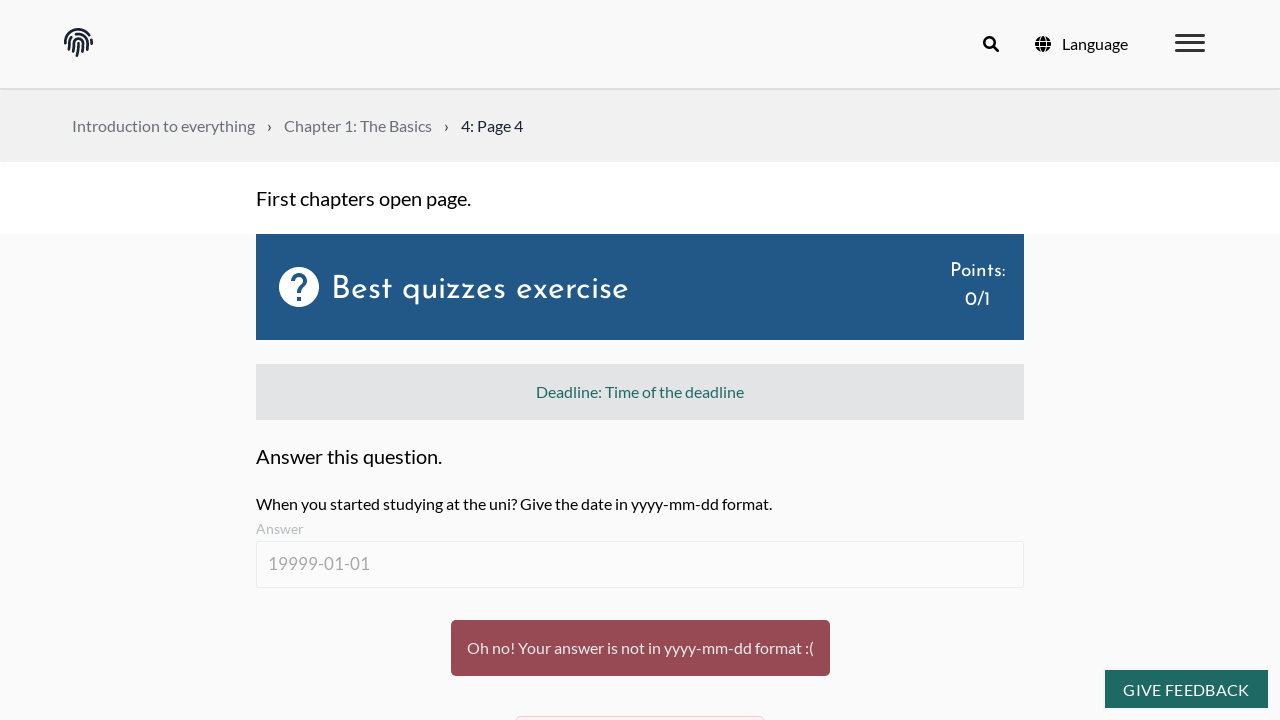 Language
Introduction to everything › Chapter 1: The Basics › 4: Page 4
First chapters open page.
Best quizzes exercise
Points:
0/1
Deadline: Time of the deadline
Answer this question.
When you started studying at the uni? Give the date in yyyy-mm-dd format.
Answer
19999-01-01
Oh no! Your answer is not in yyyy-mm-dd format :(
GIVE FEEDBACK